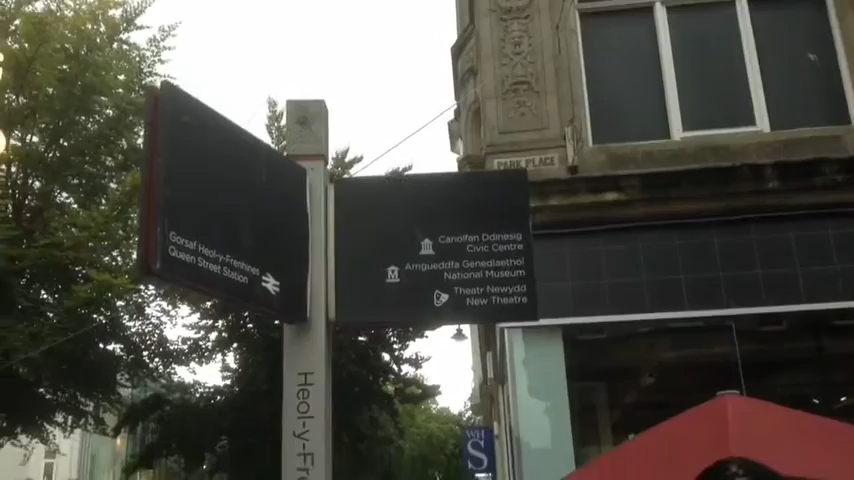 PARK PLACE
Gorsaf Heol-y-Frenhines
Queen Street Station
Canolfan Ddinesig
Civic Centre
Amgueddfa Genedlaethol
National Museum
Theatr Newydd
New Theatre
Heol-y-Fre
WH
S